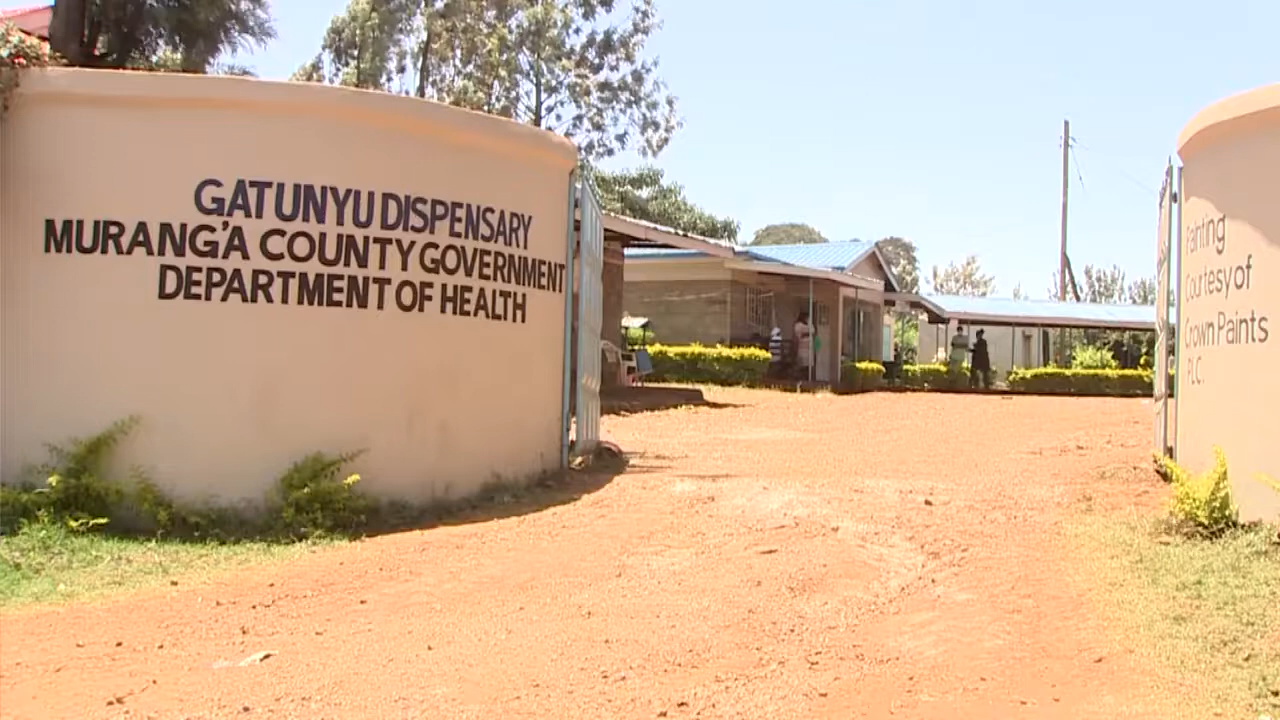 GATUNYU DISPENSARY
MURANG'A COUNTY GOVERNMENT
DEPARTMENT OF HEALTH
Painting
Courtesy of
Crown Paints
PLC.